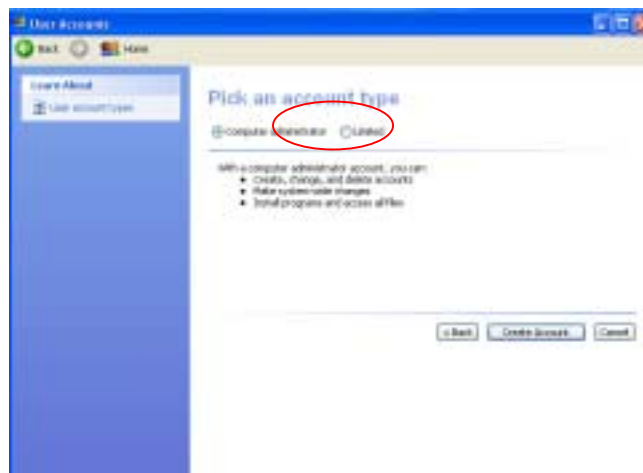 User Accounts
Back Home
Learn About
User account types
Pick an account type
Computer administrator Limited
With a computer administrator account, you can:
Create, change, and delete accounts
Make system-wide changes
Install programs and access all files
< Back Create Account Cancel